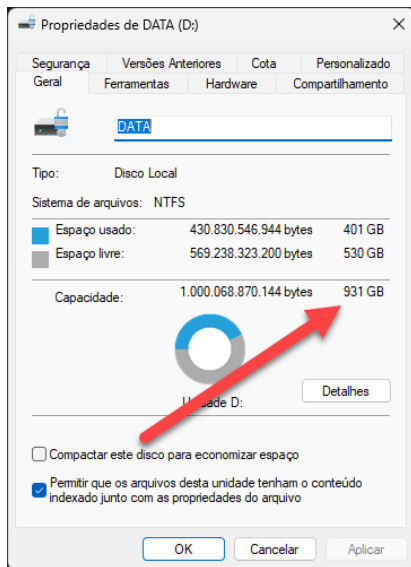 Propriedades de DATA (D:)
Segurança Versões Anteriores Cota Personalizado
Geral Ferramentas Hardware Compartilhamento
DATA
Tipo: Disco Local
Sistema de arquivos: NTFS
Espaço usado: 430.830.546.944 bytes 401 GB
Espaço livre: 569.238.323.200 bytes 530 GB
Capacidade: 1.000.068.870.144 bytes 931 GB
Unidade D:
Detalhes
Compactar este disco para economizar espaço
Permitir que os arquivos desta unidade tenham o conteúdo
indexado junto com as propriedades do arquivo
OK Cancelar Aplicar